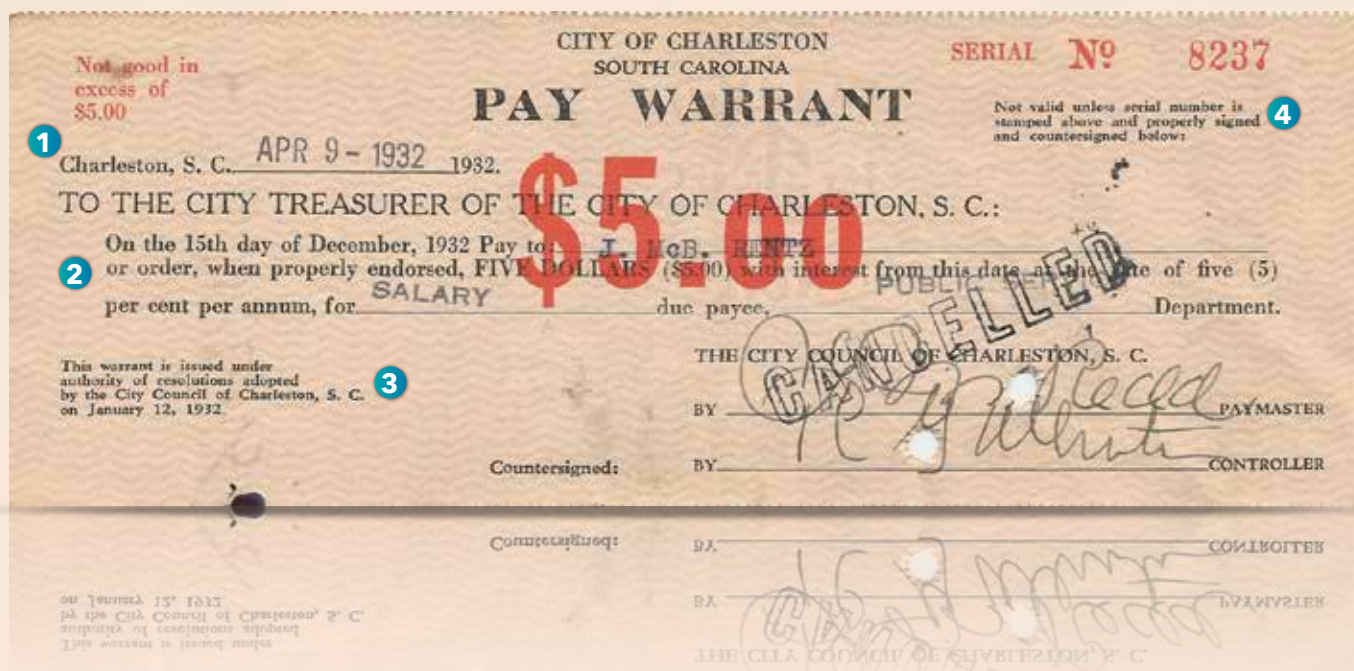 Not good in
excess of
$5.00
CITY OF CHARLESTON
SOUTH CAROLINA
PAY WARRANT
SERIAL Nº 8237
Not valid unless serial number is
stamped above and properly signed
and countersigned below:
4
1
Charleston, S. C. APR 9 - 1932 1932.
$5.00
TO THE CITY TREASURER OF THE CITY OF CHARLESTON, S. C.:
On the 15th day of December, 1932 Pay to: J. McB. RENTZ
2
or order, when properly endorsed, FIVE DOLLARS ($5.00) with interest from this date at the rate of five (5)
per cent per annum, for SALARY due payee, PUBLIC Department.
CANCELLED
This warrant is issued under
authority of resolutions adopted
by the City Council of Charleston, S. C.
on January 12, 1932.
3
THE CITY COUNCIL OF CHARLESTON, S. C.
BY PAYMASTER
Countersigned: BY CONTROLLER